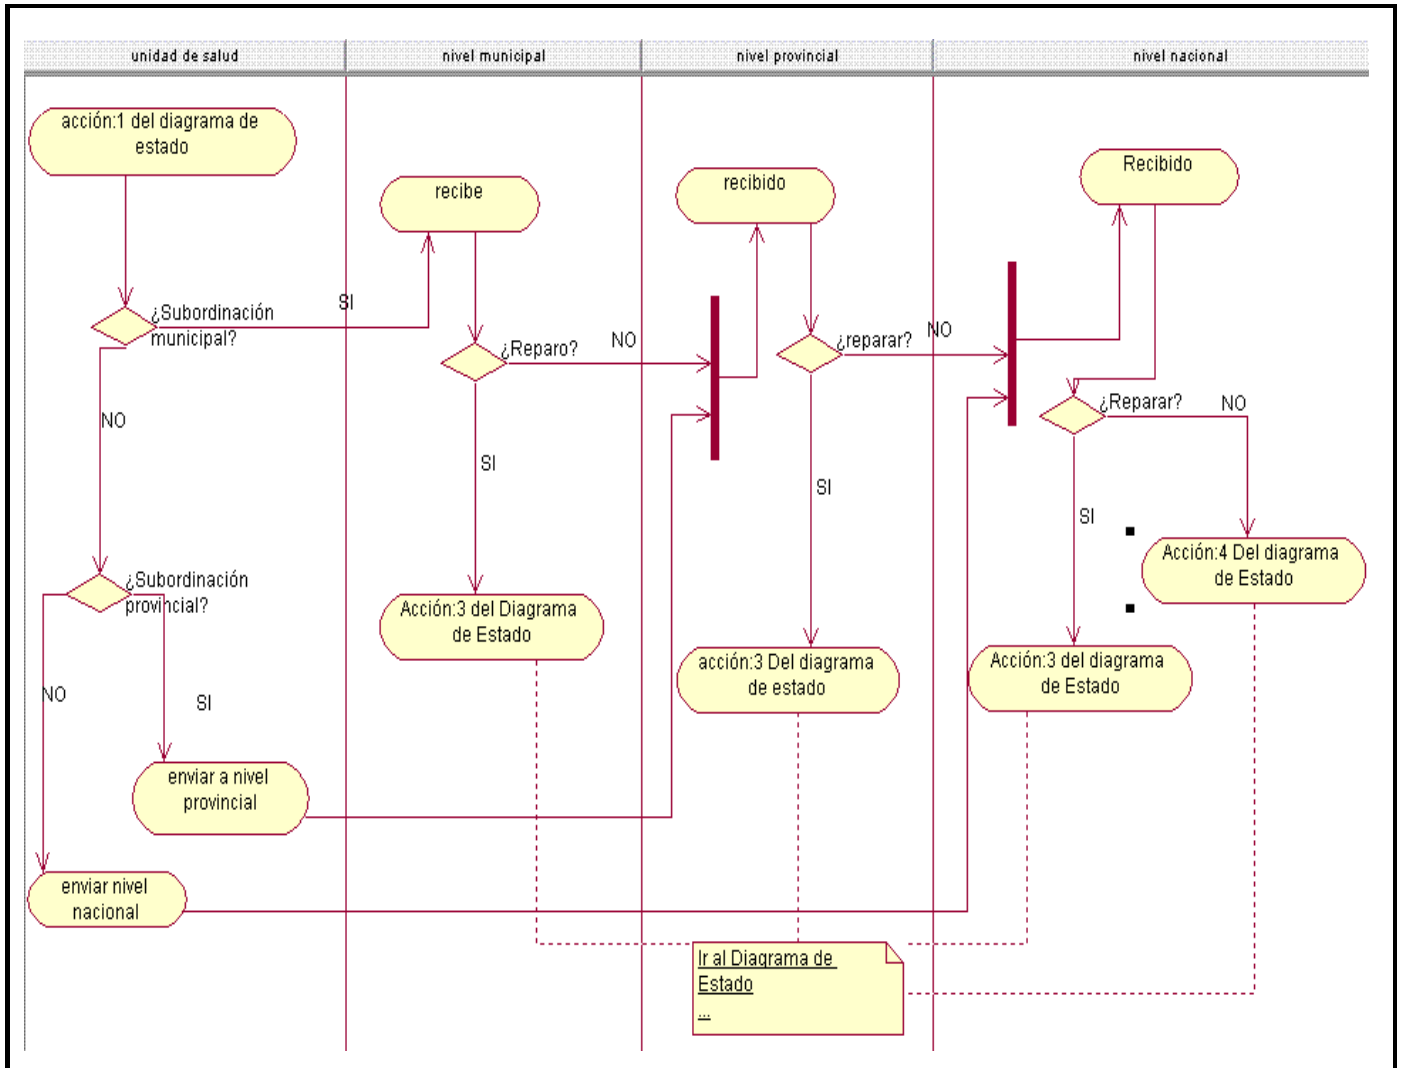 unidad de salud
nivel municipal
nivel provincial
nivel nacional
acción:1 del diagrama de
estado
¿Subordinación
municipal?
SI
NO
¿Subordinación
provincial?
NO
SI
enviar a nivel
provincial
enviar nivel
nacional
recibe
¿Reparo?
NO
SI
Acción:3 del Diagrama
de Estado
recibido
¿reparar?
NO
SI
acción:3 Del diagrama
de estado
Recibido
¿Reparar?
NO
SI
Acción:4 Del diagrama
de Estado
Acción:3 del diagrama
de Estado
Ir al Diagrama de
Estado
...